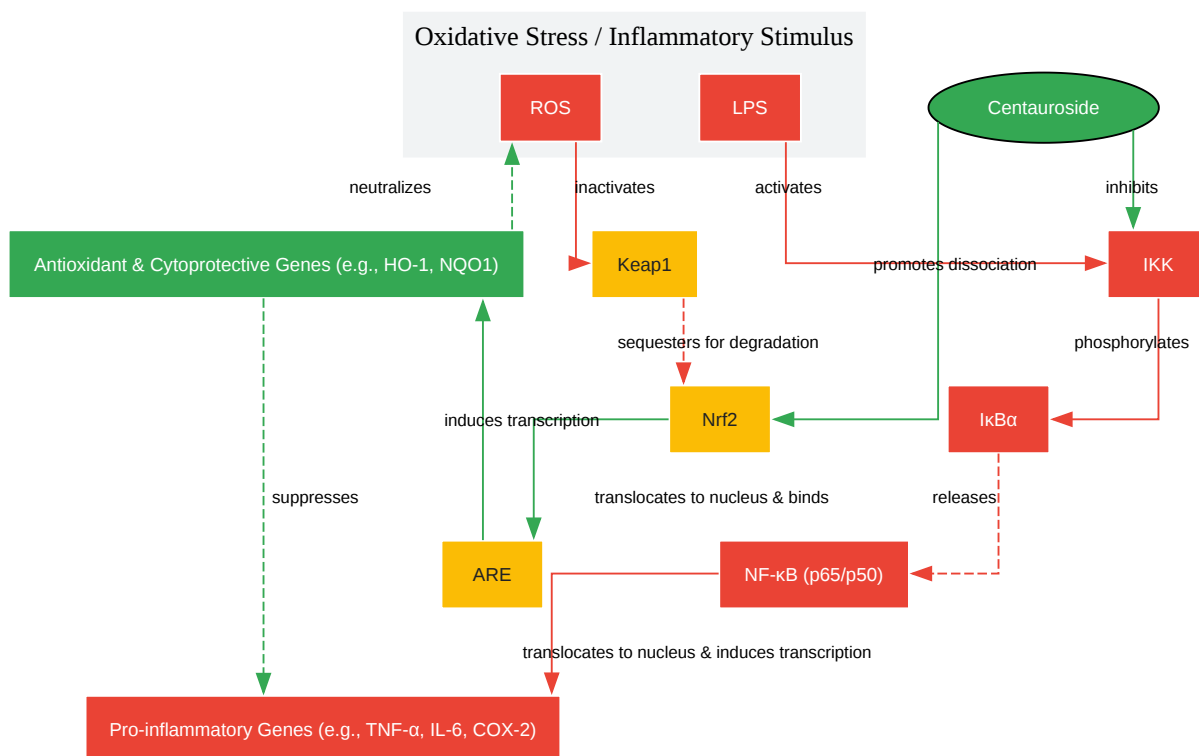 Oxidative Stress / Inflammatory Stimulus
ROS
LPS
Centauroside
neutralizes
inactivates
activates
inhibits
Antioxidant & Cytoprotective Genes (e.g., HO-1, NQO1)
Keap1
promotes dissociation
IKK
sequesters for degradation
phosphorylates
induces transcription
Nrf2
IκBα
suppresses
translocates to nucleus & binds
releases
ARE
NF-κB (p65/p50)
translocates to nucleus & induces transcription
Pro-inflammatory Genes (e.g., TNF-α, IL-6, COX-2)